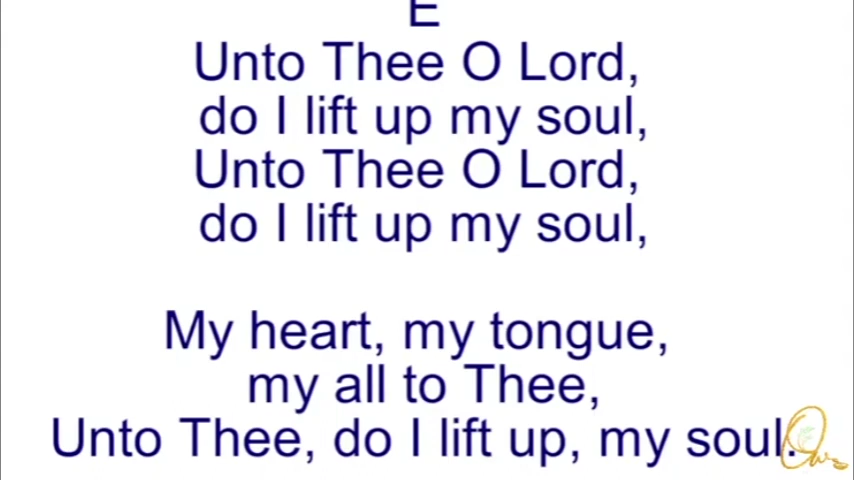 E
Unto Thee O Lord,
do I lift up my soul,
Unto Thee O Lord,
do I lift up my soul,
My heart, my tongue,
my all to Thee,
Unto Thee, do I lift up, my soul.